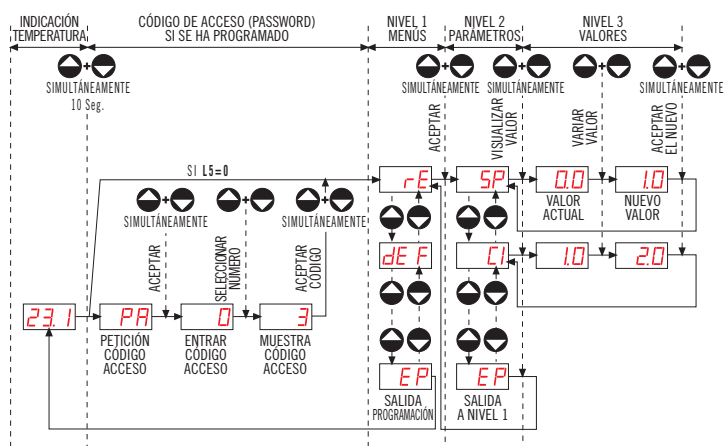 INDICACIÓN TEMPERATURA
CÓDIGO DE ACCESO (PASSWORD) SI SE HA PROGRAMADO
NIVEL 1 MENÚS
NIVEL 2 PARÁMETROS
NIVEL 3 VALORES
+
SIMULTÁNEAMENTE
10 Seg.
+
SIMULTÁNEAMENTE
+
SIMULTÁNEAMENTE
+
SIMULTÁNEAMENTE
ACEPTAR
VISUALIZAR VALOR
VARIAR VALOR
ACEPTAR EL NUEVO
SI L5=0
rE
SP
0.0
1.0
VALOR ACTUAL
NUEVO VALOR
+
SIMULTÁNEAMENTE
+
+
SIMULTÁNEAMENTE
ACEPTAR
SELECCIONAR NÚMERO
ACEPTAR CÓDIGO
dEF
C1
1.0
2.0
23.1
PA
0
3
PETICIÓN CÓDIGO ACCESO
ENTRAR CÓDIGO ACCESO
MUESTRA CÓDIGO ACCESO
EP
EP
SALIDA PROGRAMACIÓN
SALIDA A NIVEL 1